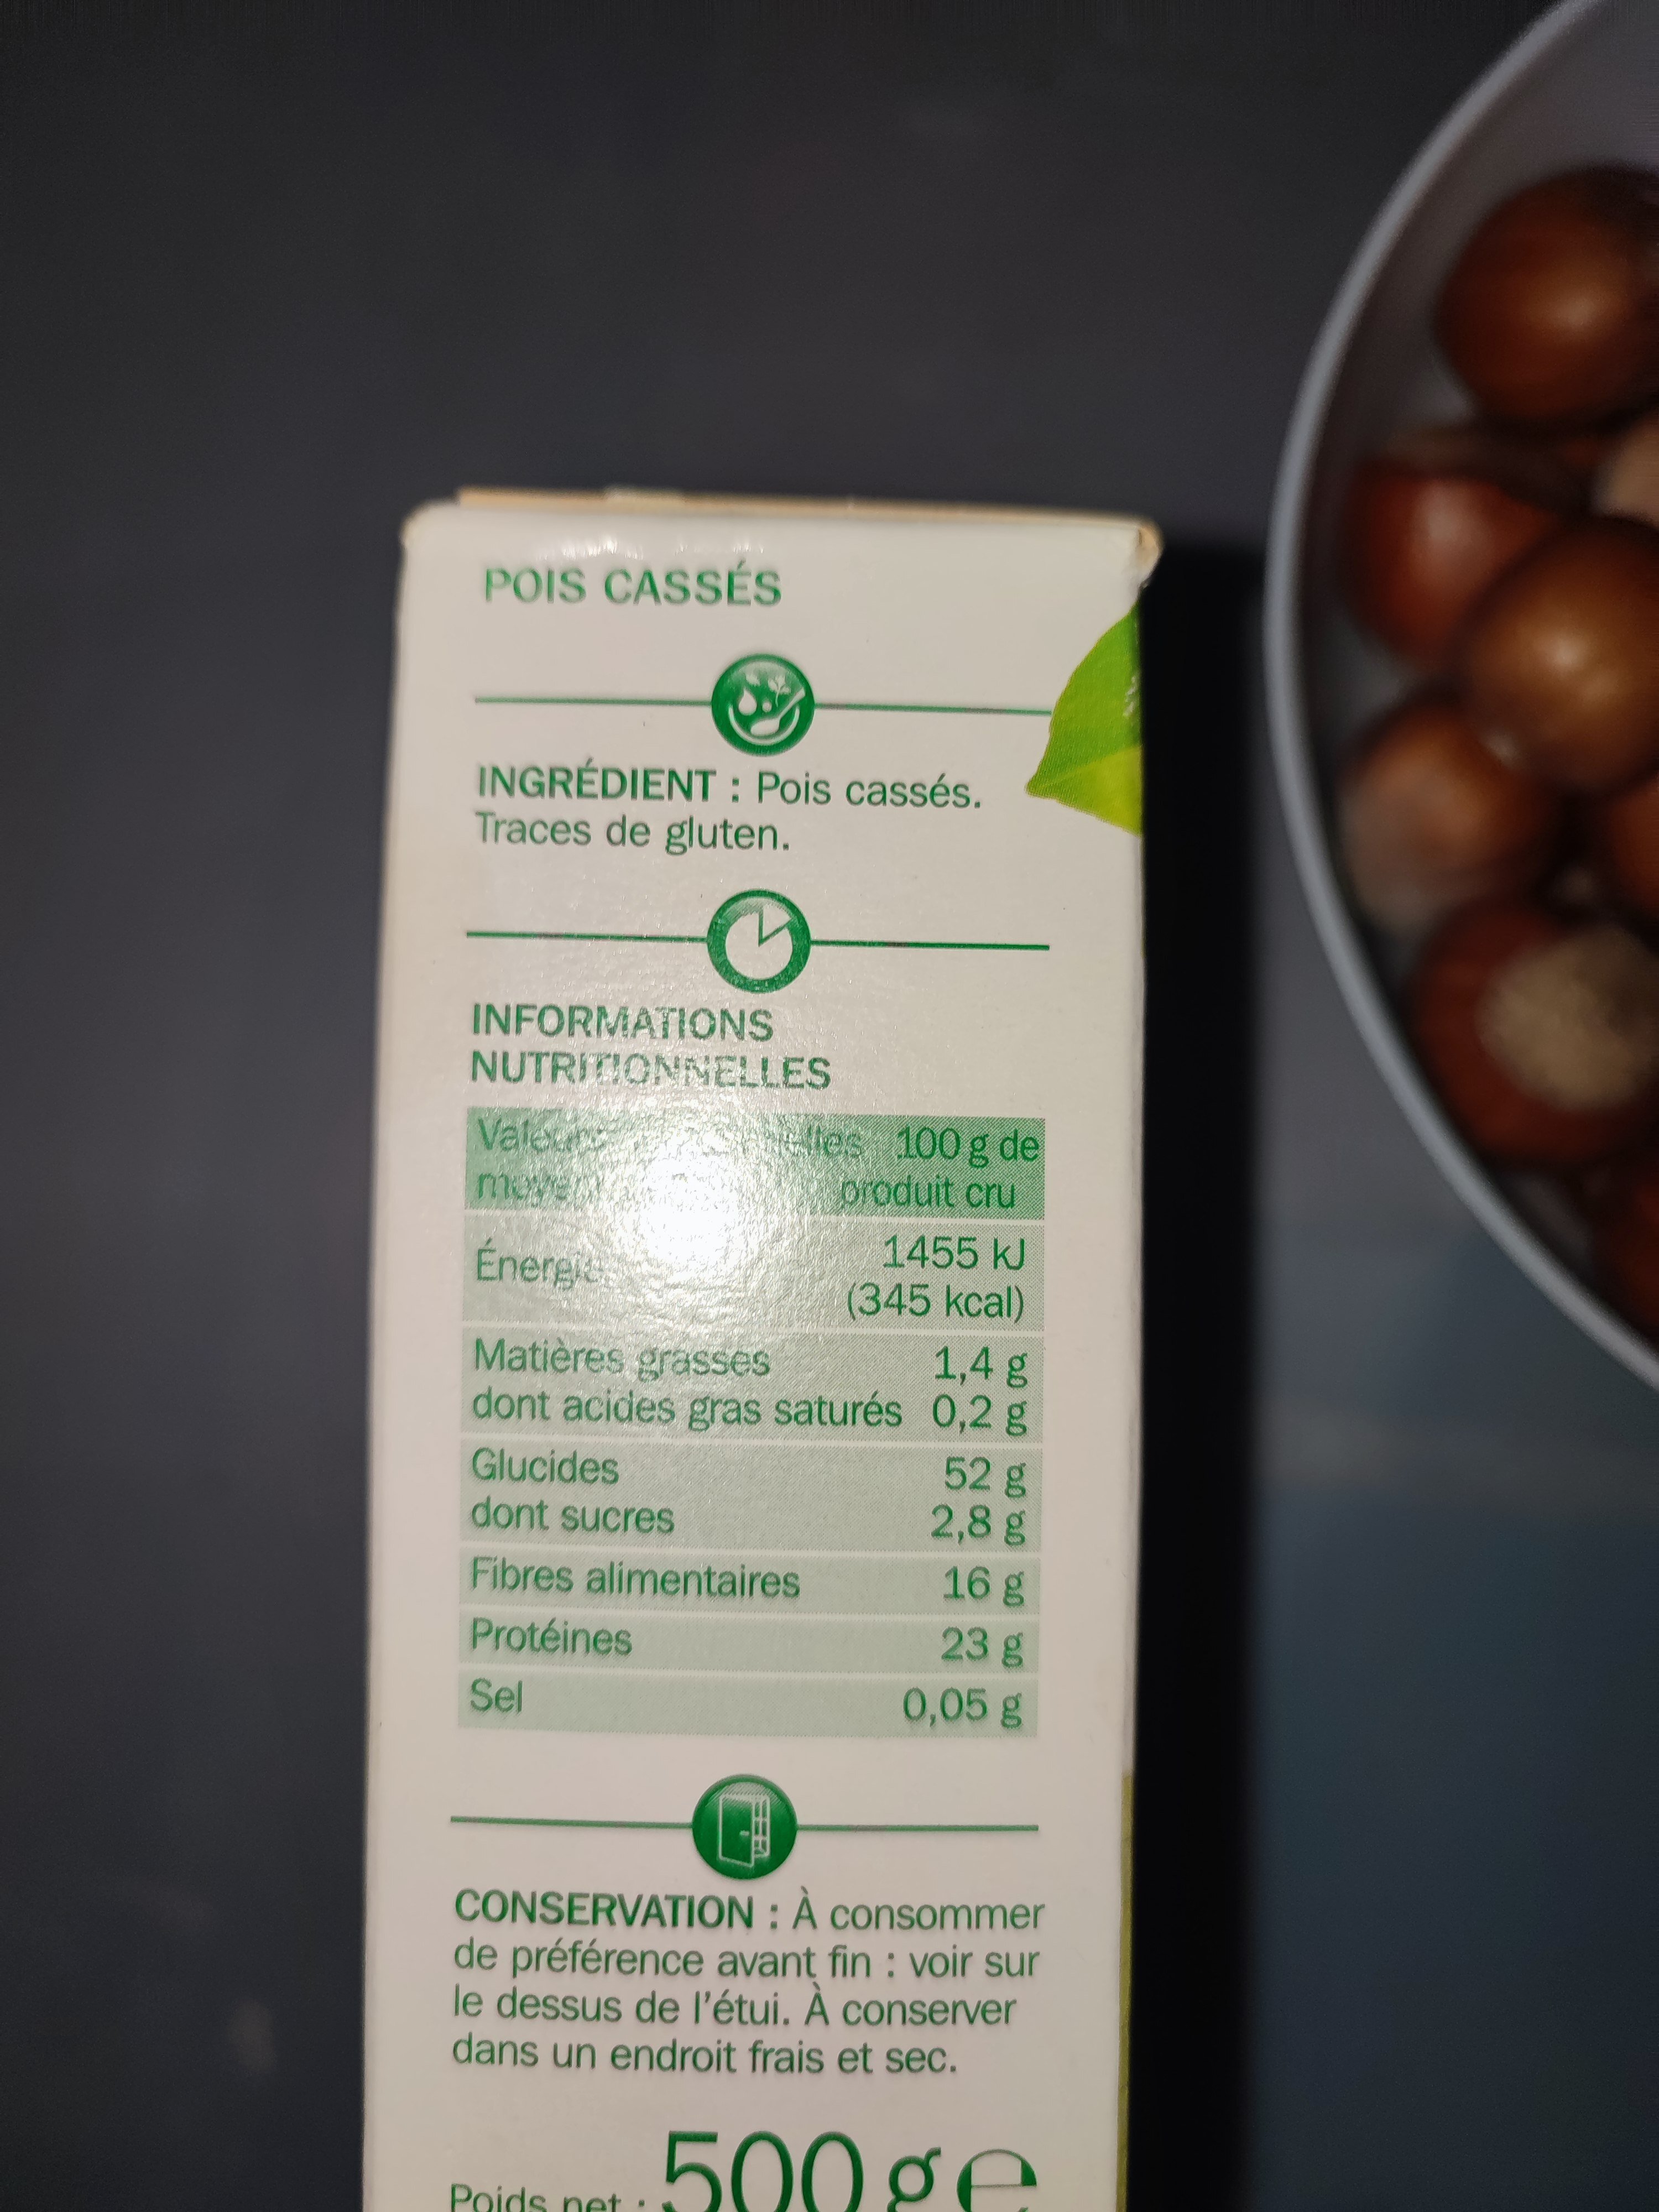 POIS CASSÉS
INGRÉDIENT : Pois cassés.
Traces de gluten.
INFORMATIONS
NUTRITIONNELLES
100 g de
produit cru
Énergie 1455 kJ
(345 kcal)
Matières grasses 1,4 g
dont acides gras saturés 0,2 g
Glucides 52 g
dont sucres 2,8 g
Fibres alimentaires 16 g
Protéines 23 g
Sel 0,05 g
CONSERVATION : À consommer
de préférence avant fin : voir sur
le dessus de l'étui. À conserver
dans un endroit frais et sec.
Poids net : 500 g e